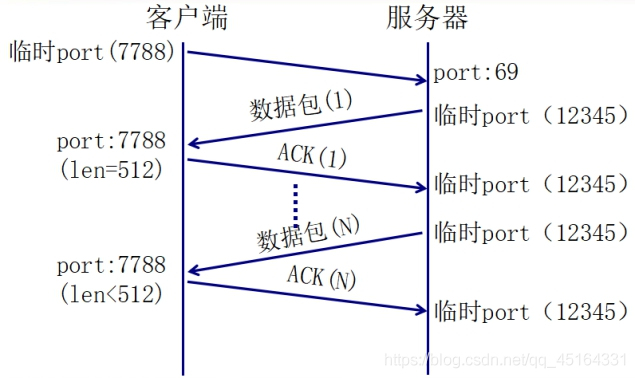 客户端
服务器
临时port(7788)
port:69
数据包(1)
临时port（12345）
port:7788
(len=512)
ACK(1)
临时port（12345）
数据包(N)
临时port（12345）
port:7788
(len<512)
ACK(N)
临时port（12345）
https://blog.csdn.net/qq_45164331